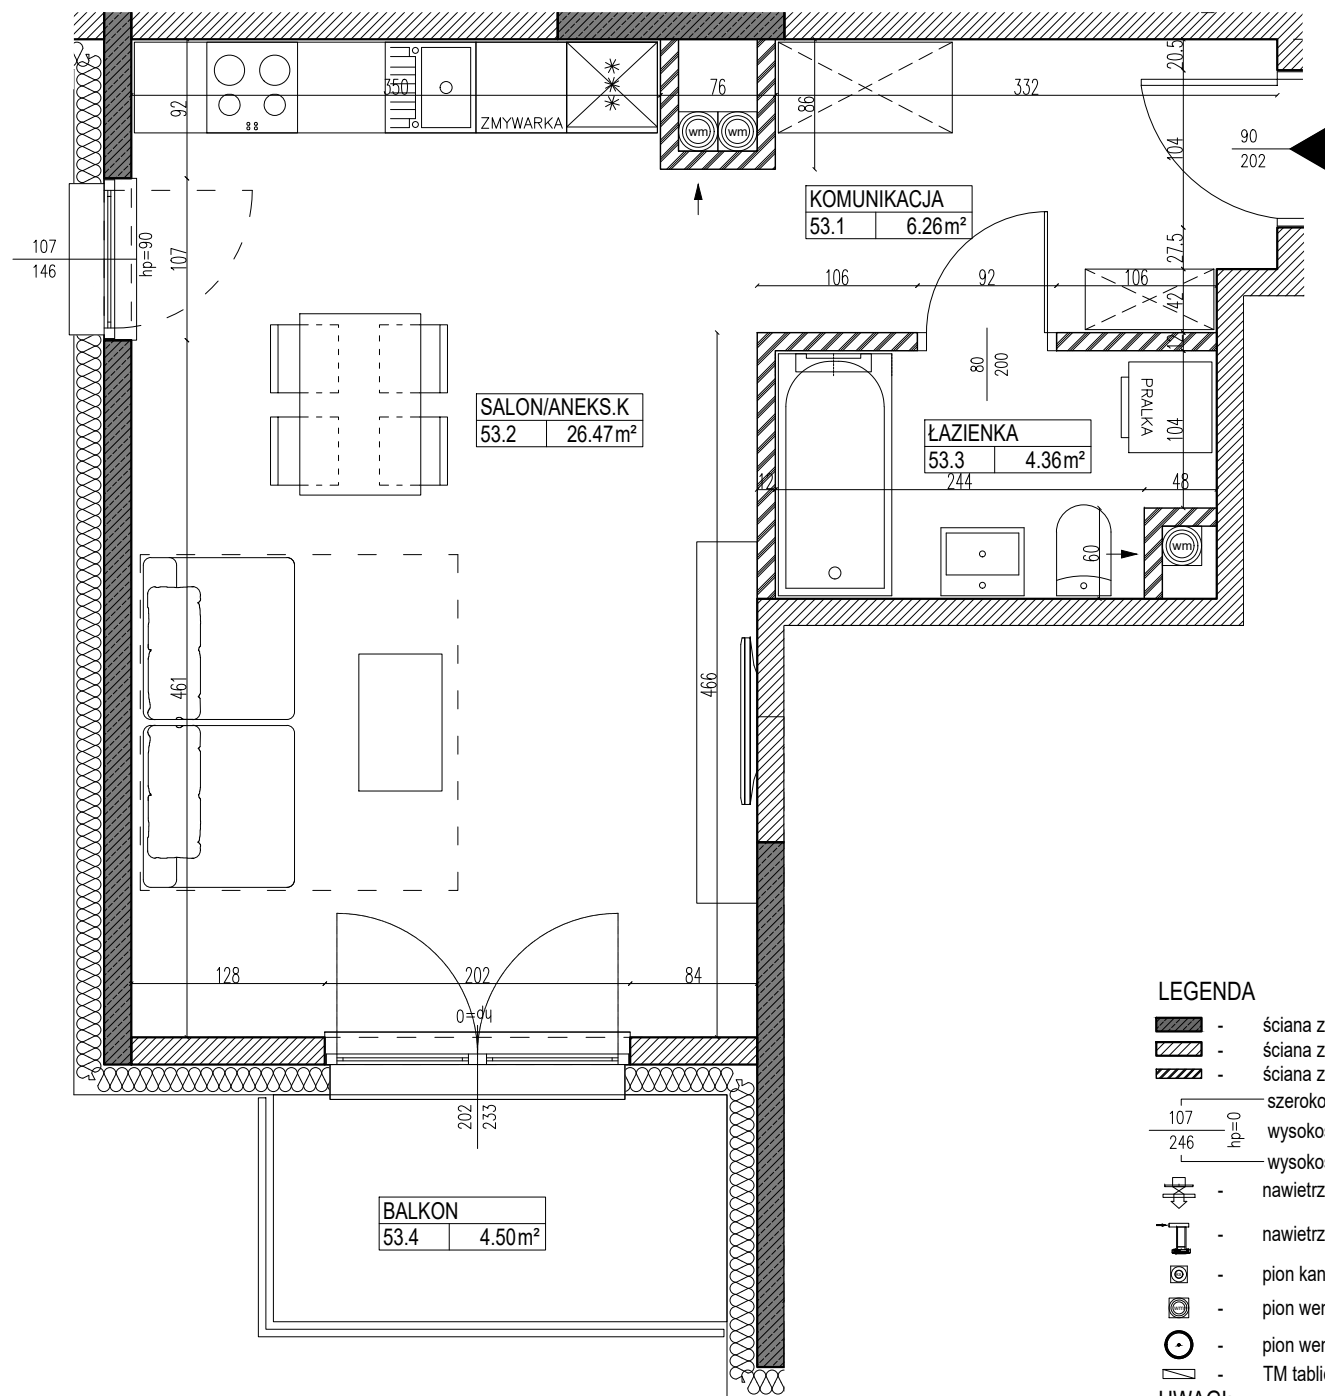 350
76
332
20.5
92
86
ZMYWARKA
wm wm
104
90
202
KOMUNIKACJA
53.1 6.26m²
107
146
hp=90
107
27.5
106
92
106
42
12
80
200
PRALKA
SALON/ANEKS.K
53.2 26.47m²
ŁAZIENKA
53.3 4.36m²
104
12
244
48
60
wm
461
466
128
202
84
hp=0
202
233
BALKON
53.4 4.50m²
LEGENDA
- ściana z
- ściana z
- ściana z
szeroko
107
246
hp=0
wysoko
wysoko
- nawietrz
- nawietrz
- pion kan
- pion wer
- pion wer
- TM tablic